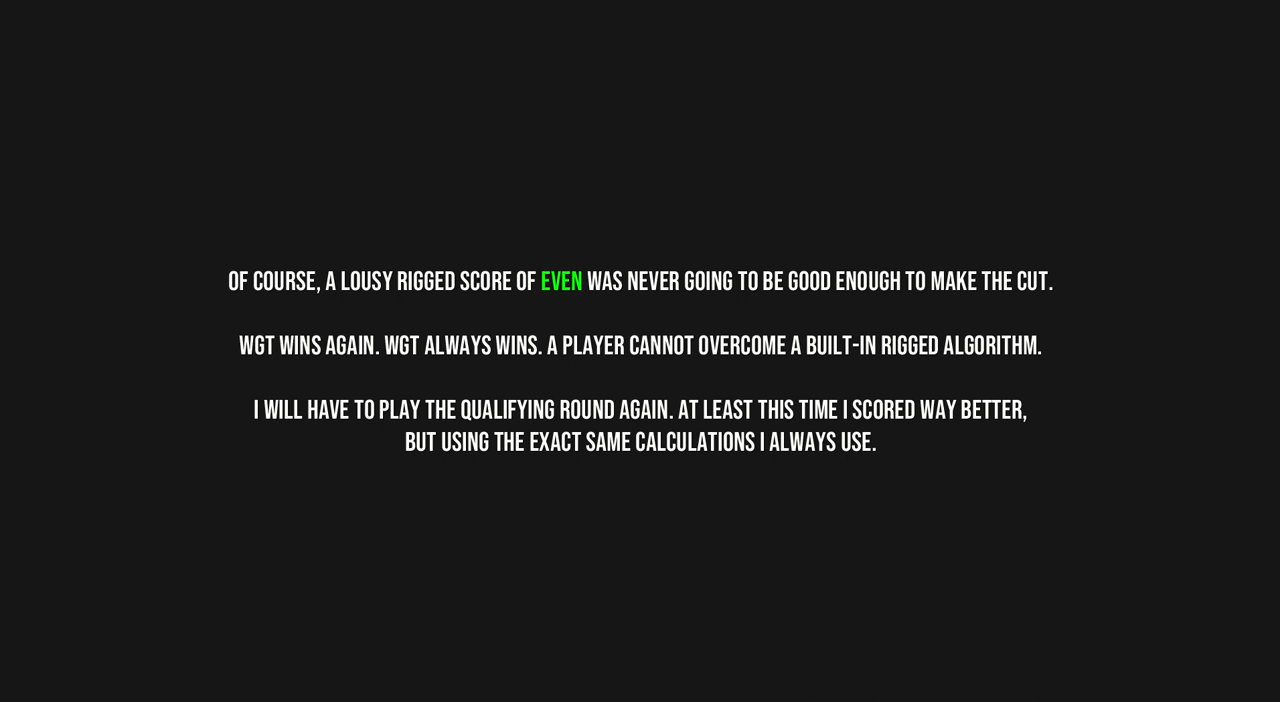 OF COURSE, A LOUSY RIGGED SCORE OF EVEN WAS NEVER GOING TO BE GOOD ENOUGH TO MAKE THE CUT.
WGT WINS AGAIN. WGT ALWAYS WINS. A PLAYER CANNOT OVERCOME A BUILT-IN RIGGED ALGORITHM.
I WILL HAVE TO PLAY THE QUALIFYING ROUND AGAIN. AT LEAST THIS TIME I SCORED WAY BETTER,
BUT USING THE EXACT SAME CALCULATIONS I ALWAYS USE.